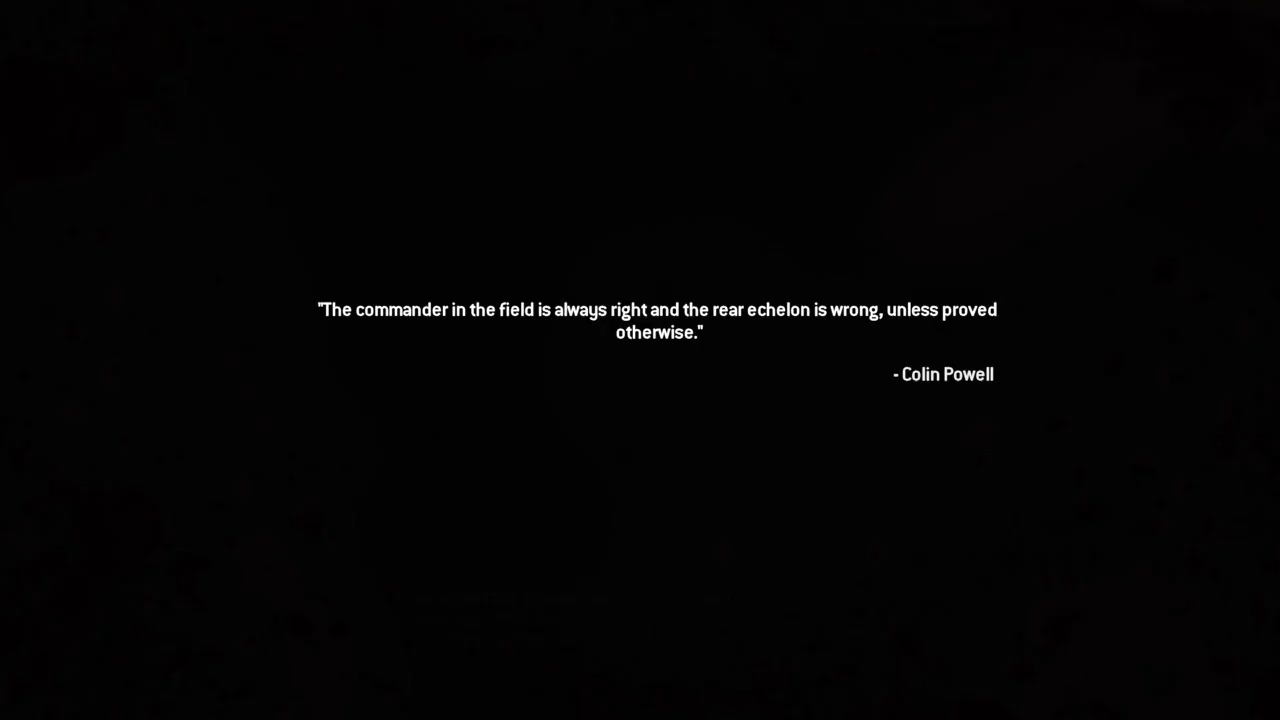 "The commander in the field is always right and the rear echelon is wrong, unless proved
otherwise."
- Colin Powell